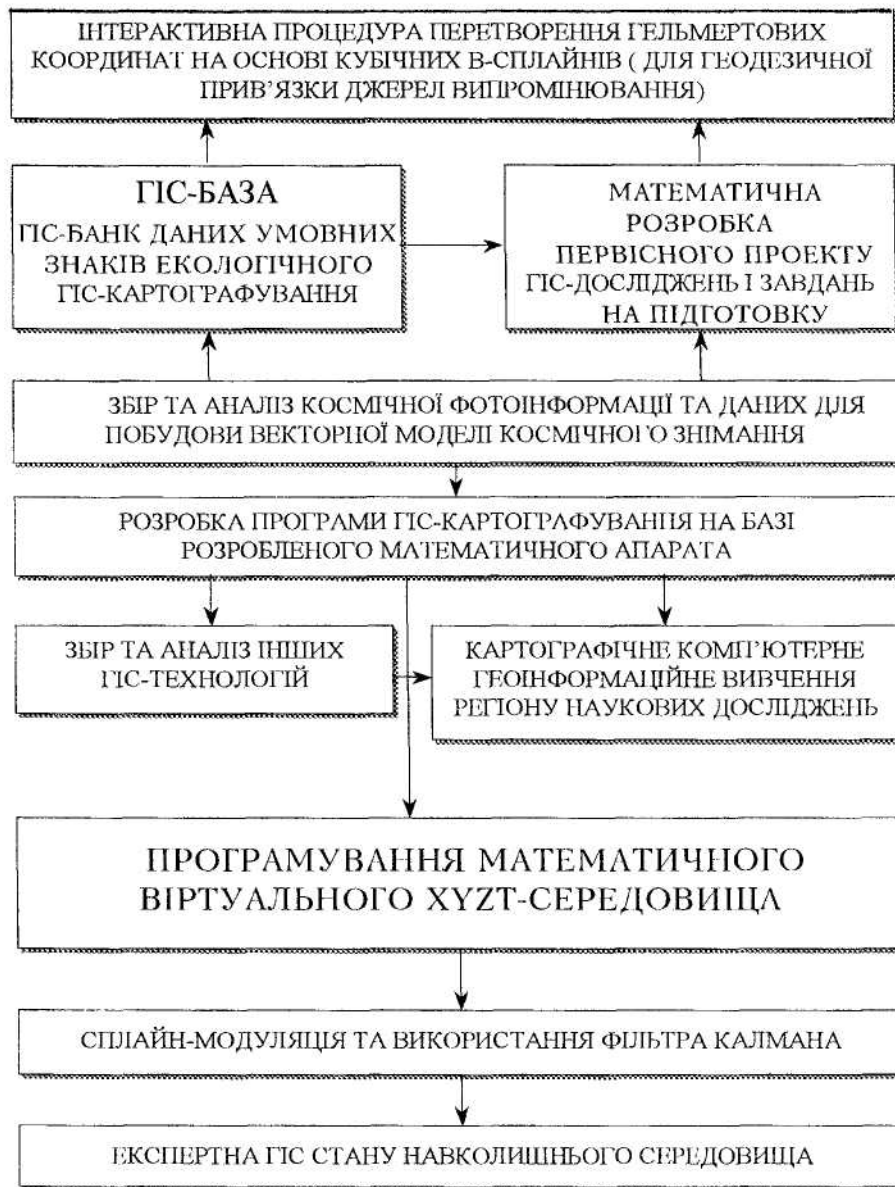 ІНТЕРАКТИВНА ПРОЦЕДУРА ПЕРЕТВОРЕННЯ ГЕЛЬМЕРТОВИХ
КООРДИНАТ НА ОСНОВІ КУБІЧНИХ В-СПЛАЙНІВ ( ДЛЯ ГЕОДЕЗИЧНОЇ
ПРИВ’ЯЗКИ ДЖЕРЕЛ ВИПРОМІНЮВАННЯ)
ГІС-БАЗА
ГІС-БАНК ДАНИХ УМОВНИХ
ЗНАКІВ ЕКОЛОГІЧНОГО
ГІС-КАРТОГРАФУВАННЯ
МАТЕМАТИЧНА
РОЗРОБКА
ПЕРВІСНОГО ПРОЕКТУ
ГІС-ДОСЛІДЖЕНЬ І ЗАВДАНЬ
НА ПІДГОТОВКУ
ЗБІР ТА АНАЛІЗ КОСМІЧНОЇ ФОТОІНФОРМАЦІЇ ТА ДАНИХ ДЛЯ
ПОБУДОВИ ВЕКТОРНОЇ МОДЕЛІ КОСМІЧНОГО ЗНІМАННЯ
РОЗРОБКА ПРОГРАМИ ГІС-КАРТОГРАФУВАННЯ НА БАЗІ
РОЗРОБЛЕНОГО МАТЕМАТИЧНОГО АПАРАТА
ЗБІР ТА АНАЛІЗ ІНШИХ
ГІС-ТЕХНОЛОГІЙ
КАРТОГРАФІЧНЕ КОМП’ЮТЕРНЕ
ГЕОІНФОРМАЦІЙНЕ ВИВЧЕННЯ
РЕГІОНУ НАУКОВИХ ДОСЛІДЖЕНЬ
ПРОГРАМУВАННЯ МАТЕМАТИЧНОГО
ВІРТУАЛЬНОГО XYZT-СЕРЕДОВИЩА
СПЛАЙН-МОДУЛЯЦІЯ ТА ВИКОРИСТАННЯ ФІЛЬТРА КАЛМАНА
ЕКСПЕРТНА ГІС СТАНУ НАВКОЛИШНЬОГО СЕРЕДОВИЩА